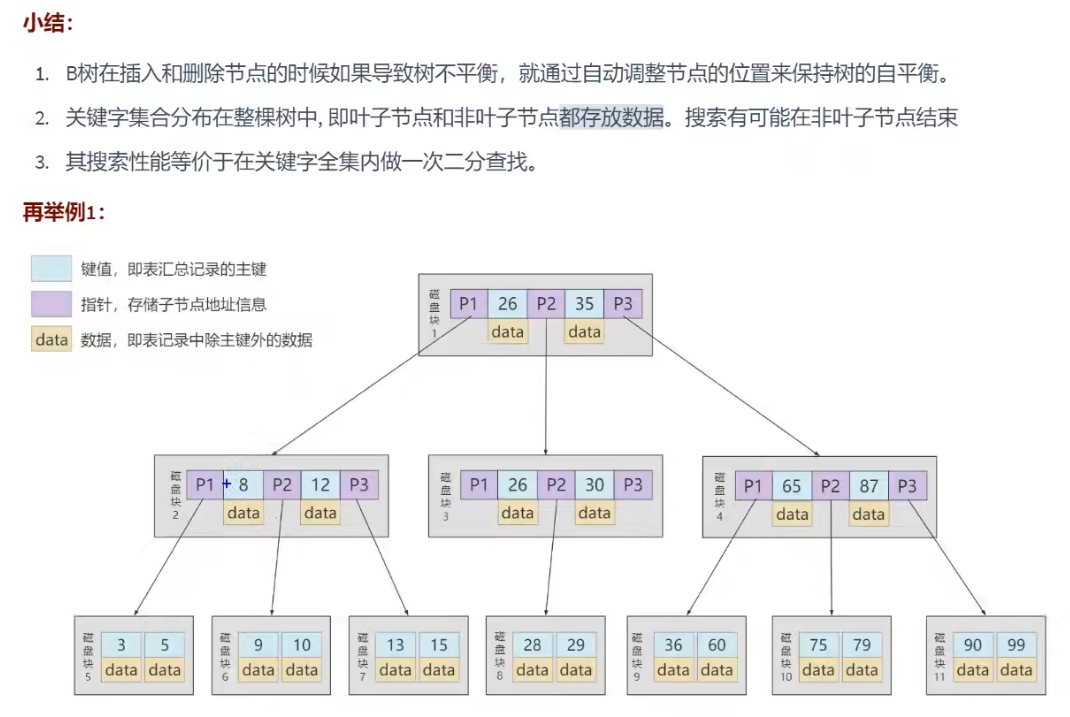 小结：
1. B树在插入和删除节点的时候如果导致树不平衡，就通过自动调整节点的位置来保持树的自平衡。
2. 关键字集合分布在整棵树中, 即叶子节点和非叶子节点都存放数据。搜索有可能在非叶子节点结束
3. 其搜索性能等价于在关键字全集内做一次二分查找。
再举例1：
键值，即表汇总记录的主键
指针，存储子节点地址信息
data 数据，即表记录中除主键外的数据
磁盘块1 P1 26 P2 35 P3
data data
磁盘块2 P1 8 P2 12 P3
data data
磁盘块3 P1 26 P2 30 P3
data data
磁盘块4 P1 65 P2 87 P3
data data
磁盘块5 3 5
data data
磁盘块6 9 10
data data
磁盘块7 13 15
data data
磁盘块8 28 29
data data
磁盘块9 36 60
data data
磁盘块10 75 79
data data
磁盘块11 90 99
data data